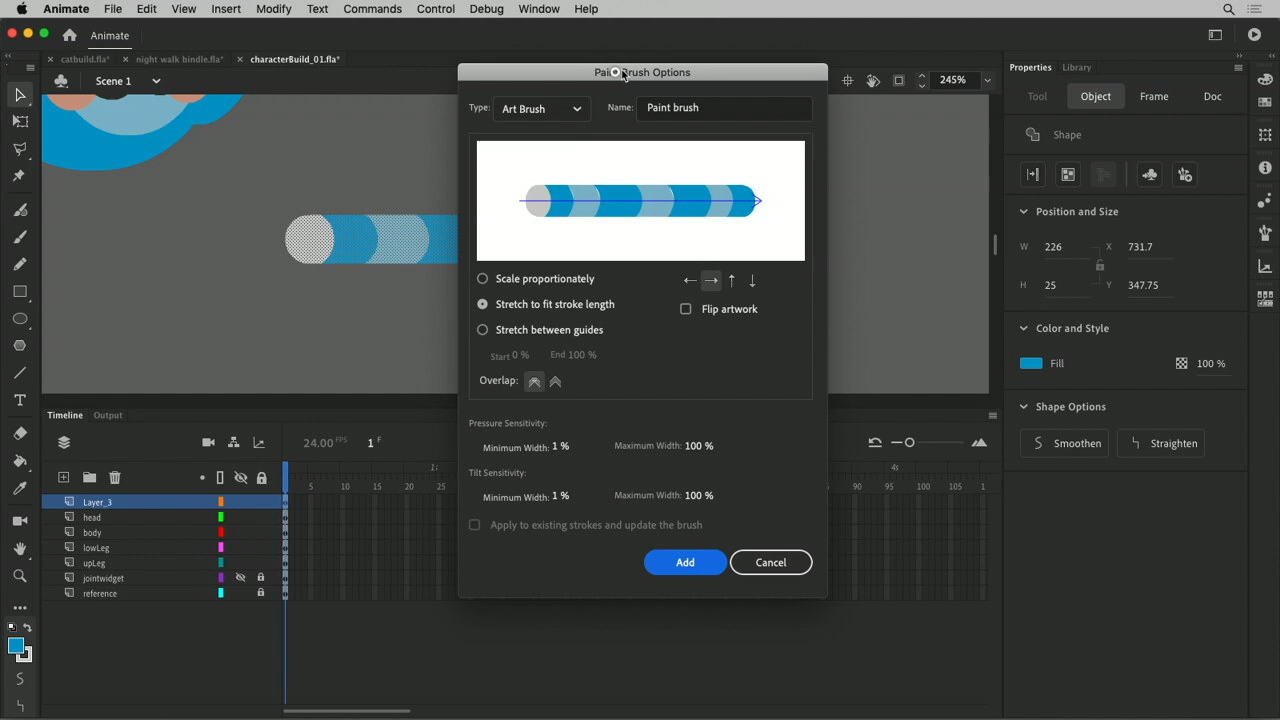 Animate File Edit View Insert Modify Text Commands Control Debug Window Help
Animate
catbuild.fla* night walk bindle.fla* characterBuild_01.fla*
Scene 1
245%
Paint Brush Options
Type: Art Brush Name: Paint brush
Scale proportionately
Stretch to fit stroke length
Flip artwork
Stretch between guides
Start 0 % End 100 %
Overlap:
Pressure Sensitivity:
Minimum Width: 1 % Maximum Width: 100 %
Tilt Sensitivity:
Minimum Width: 1 % Maximum Width: 100 %
Apply to existing strokes and update the brush
Add Cancel
Properties Library
Tool Object Frame Doc
Shape
Position and Size
W 226 X 731.7
H 25 Y 347.75
Color and Style
Fill 100 %
Shape Options
Smoothen Straighten
Timeline Output
24.00 FPS 1 F
1s 4s
5 10 15 20 25 90 95 100 105 1
Layer_3
head
body
lowLeg
upLeg
jointwidget
reference